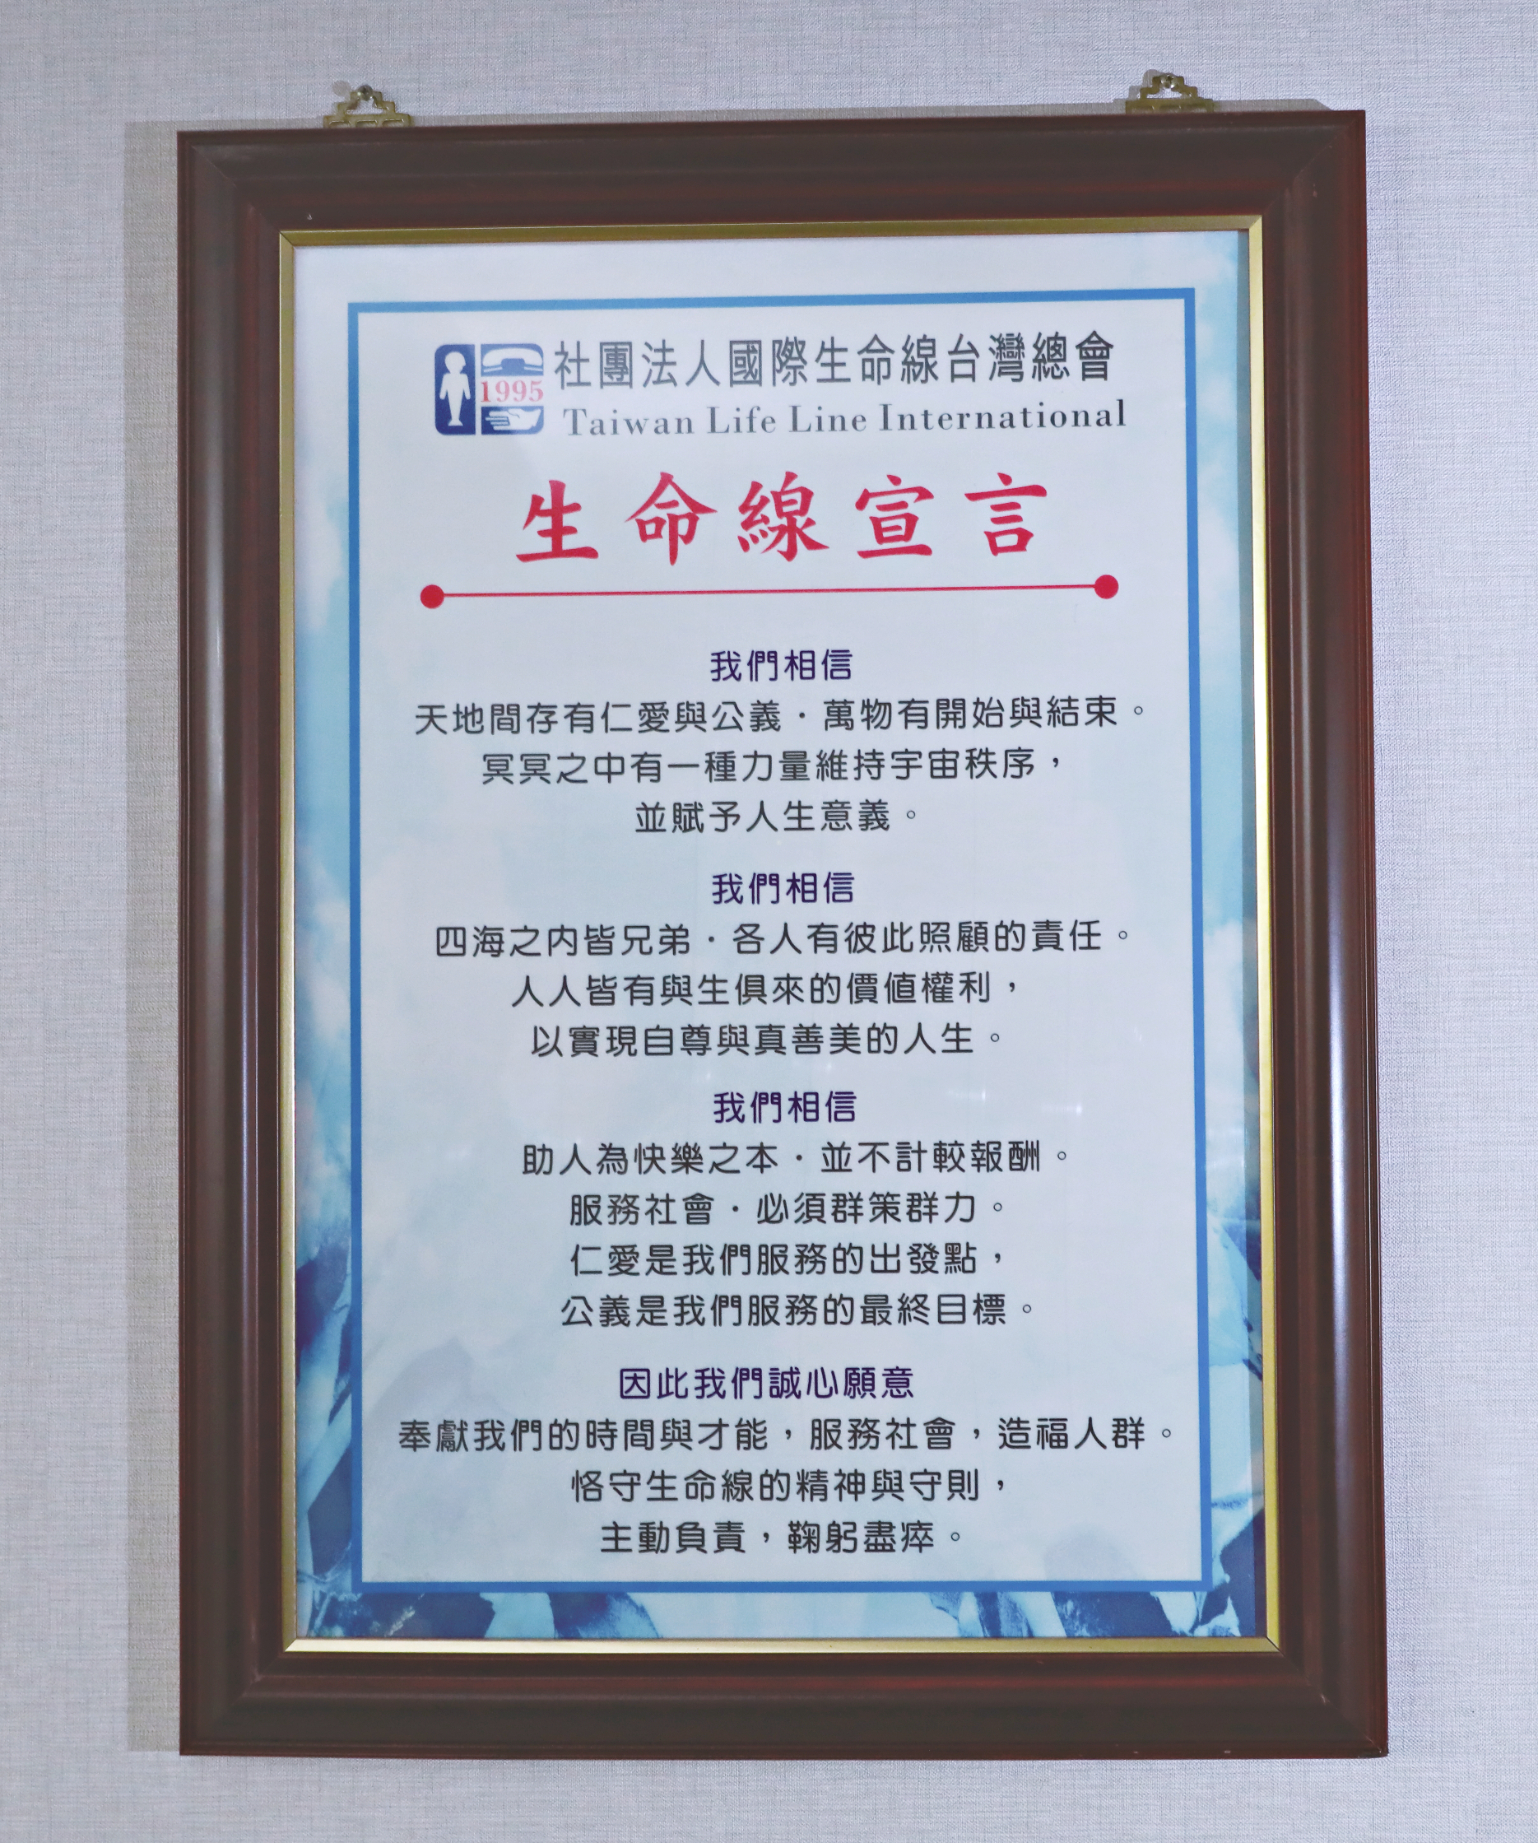 1995
社團法人國際生命線台灣總會
Taiwan Life Line International
生命線宣言
我們相信
天地間存有仁愛與公義・萬物有開始與結束。
冥冥之中有一種力量維持宇宙秩序，
並賦予人生意義。
我們相信
四海之內皆兄弟・各人有彼此照顧的責任。
人人皆有與生俱來的價值權利，
以實現自尊與真善美的人生。
我們相信
助人為快樂之本・並不計較報酬。
服務社會・必須群策群力。
仁愛是我們服務的出發點，
公義是我們服務的最終目標。
因此我們誠心願意
奉獻我們的時間與才能，服務社會，造福人群。
恪守生命線的精神與守則，
主動負責，鞠躬盡瘁。